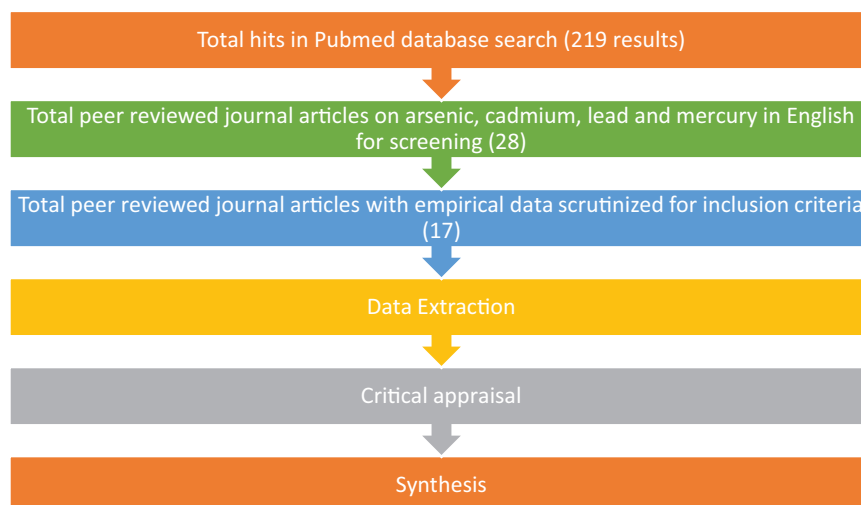 Total hits in Pubmed database search (219 results)
Total peer reviewed journal articles on arsenic, cadmium, lead and mercury in English
for screening (28)
Total peer reviewed journal articles with empirical data scrutinized for inclusion criteria
(17)
Data Extraction
Critical appraisal
Synthesis